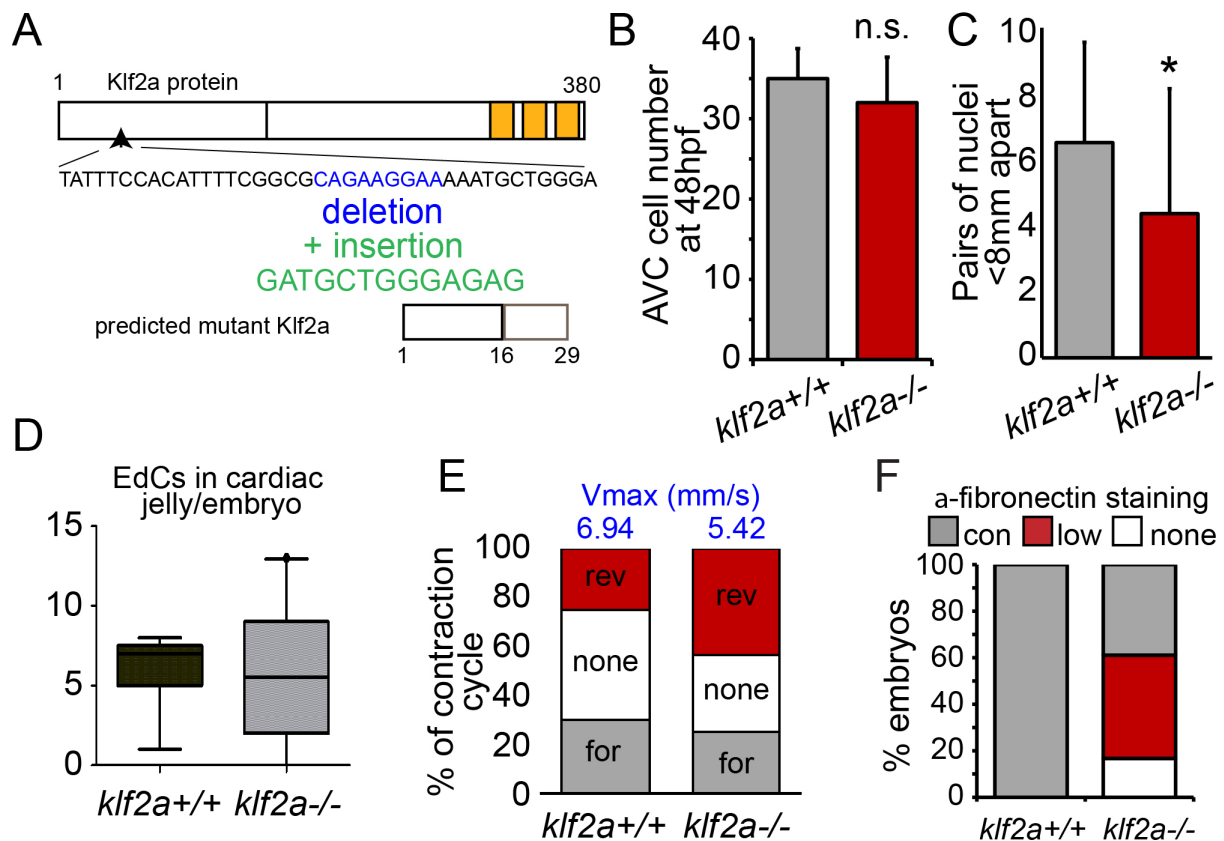 A
1
Klf2a protein
380
TATTTCCACATTTTCGGCGCAGAAGGAAAAATGCTGGGA
deletion
+ insertion
GATGCTGGGAGAG
predicted mutant Klf2a
1
16
29
B
n.s.
AVC cell number
at 48hpf
40
30
20
10
0
klf2a+/+
klf2a-/-
C
*
Pairs of nuclei
<8mm apart
10
8
6
4
2
0
klf2a+/+
klf2a-/-
D
EdCs in cardiac
jelly/embryo
15
10
5
0
klf2a+/+
klf2a-/-
E
Vmax (mm/s)
6.94
5.42
% of contraction
cycle
100
80
60
40
20
0
rev
none
for
rev
none
for
klf2a+/+
klf2a-/-
F
a-fibronectin staining
con
low
none
% embryos
100
80
60
40
20
0
klf2a+/+
klf2a-/-